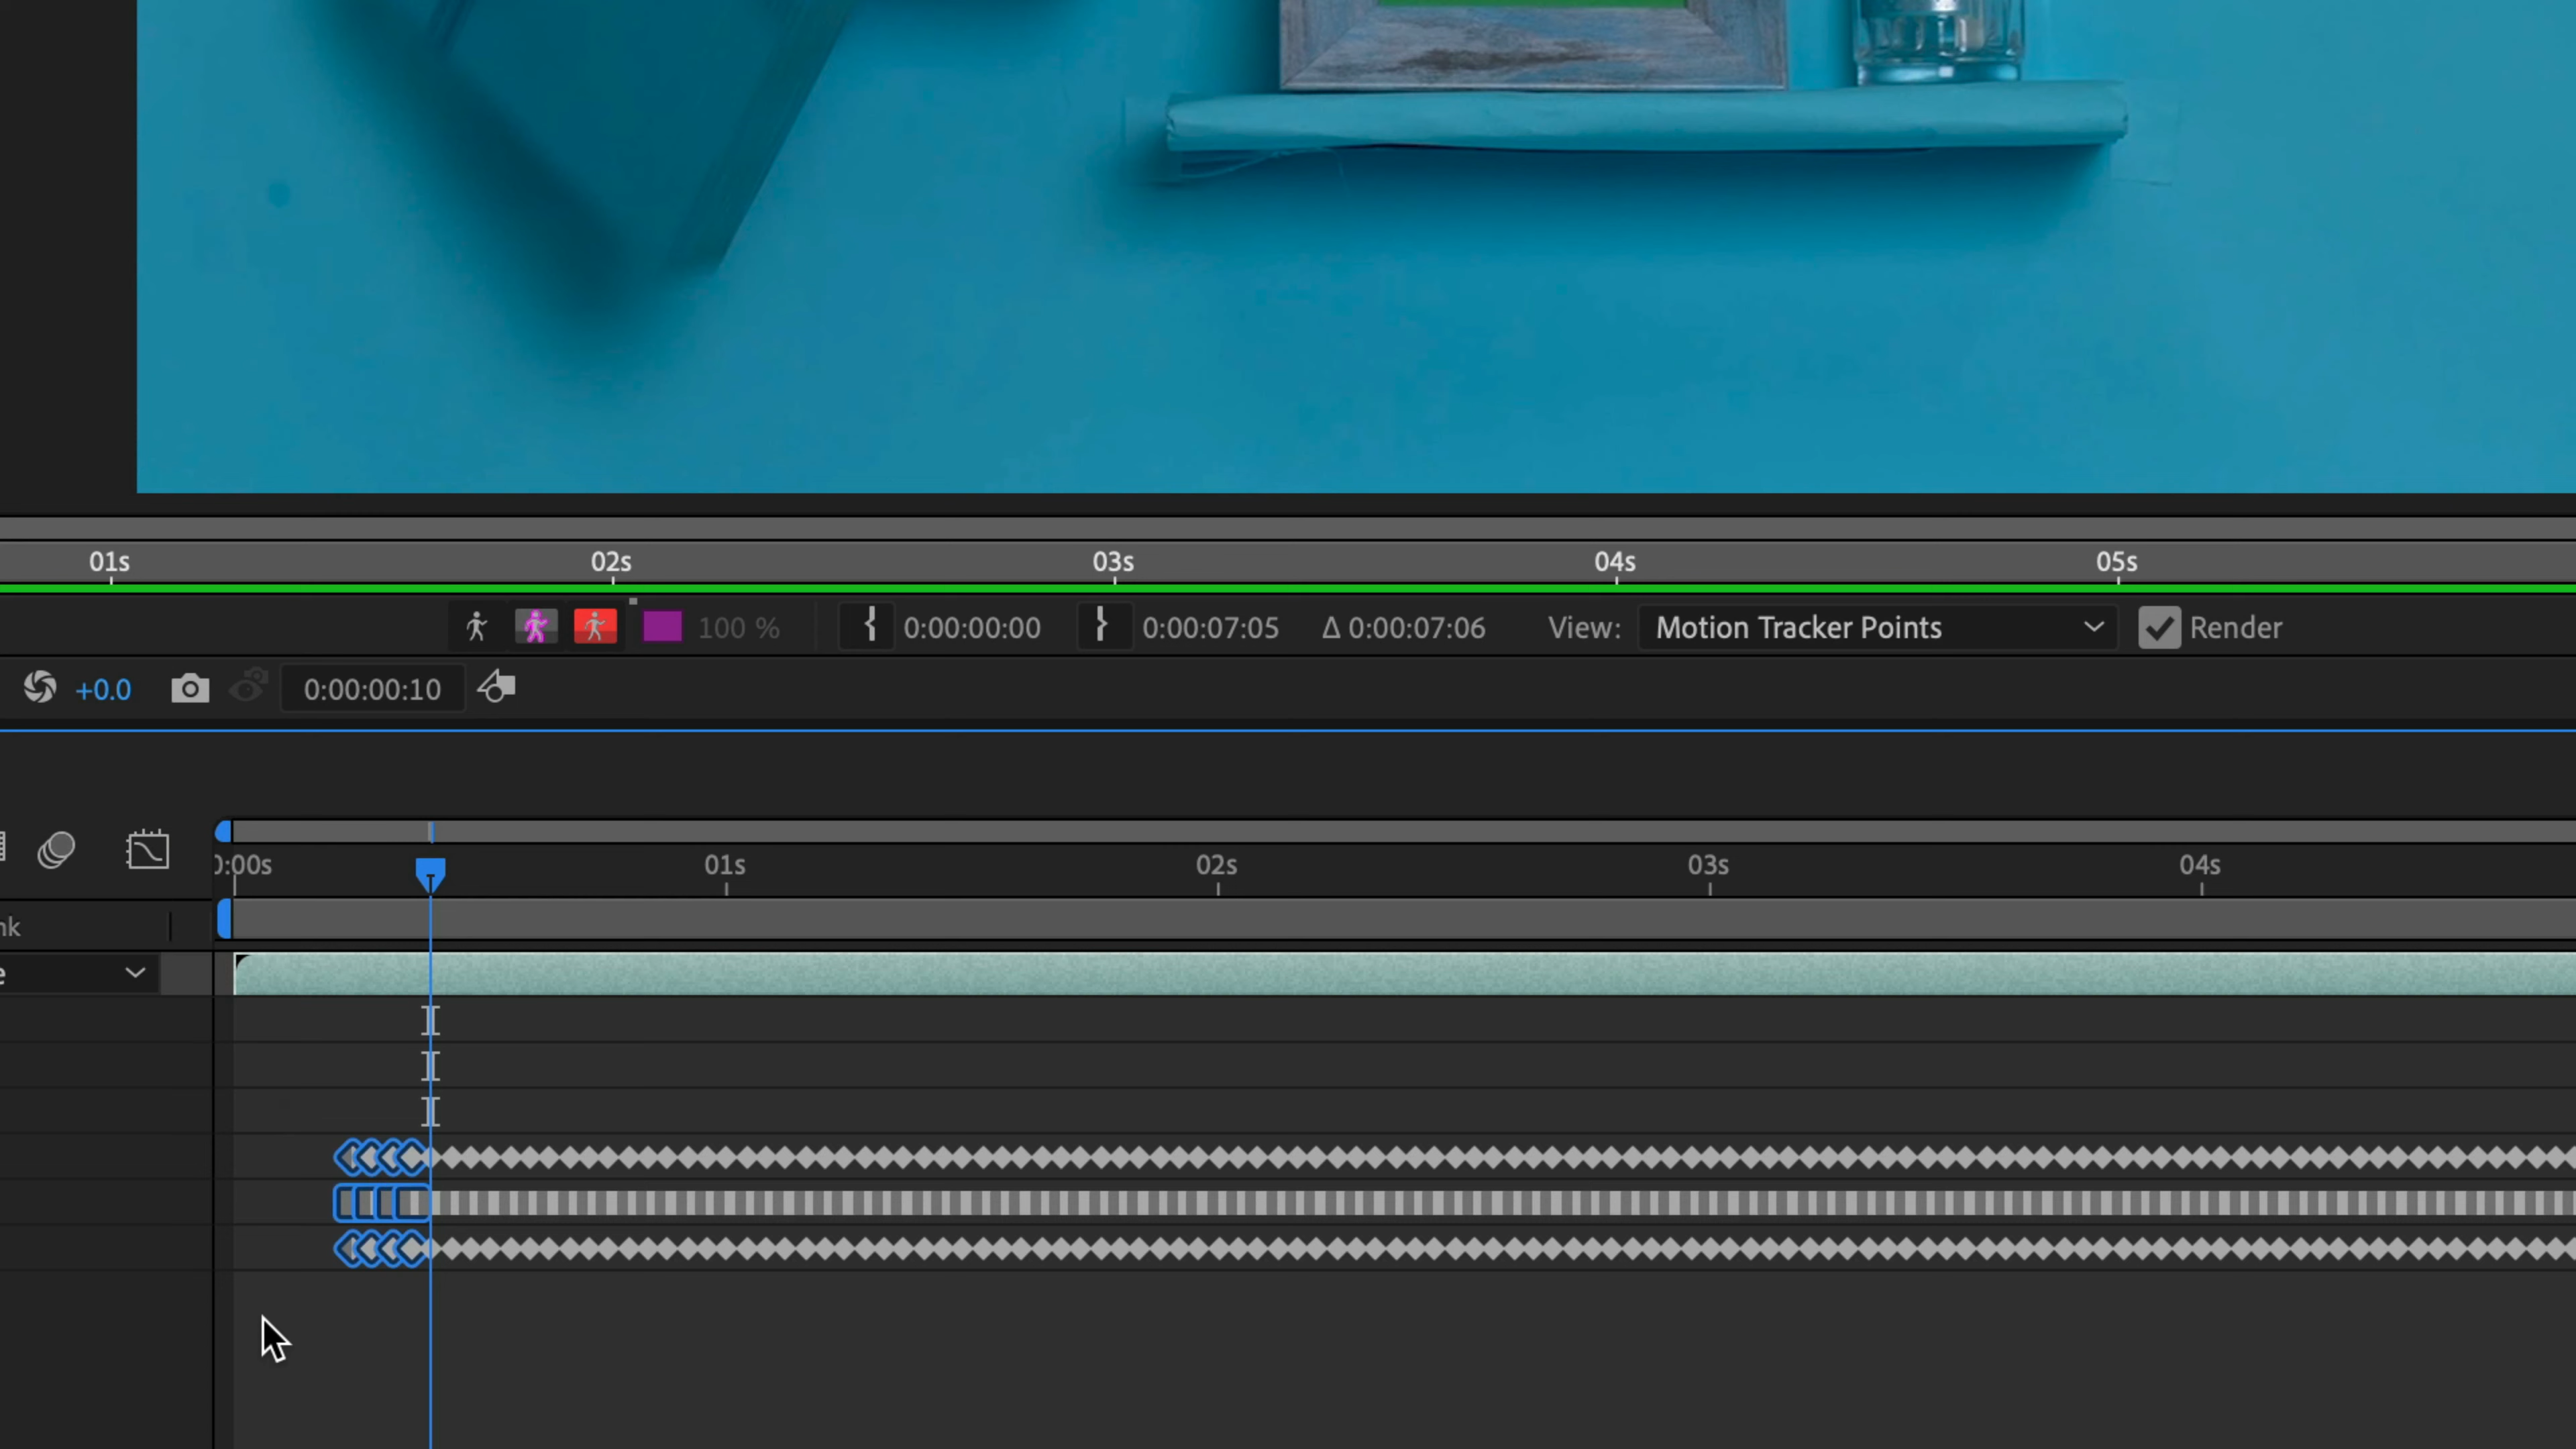 01s 02s 03s 04s 05s
100 % 0:00:00:00 0:00:07:05 Δ 0:00:07:06 View: Motion Tracker Points Render
+0.0 0:00:00:10
0:00s 01s 02s 03s 04s
nk
e